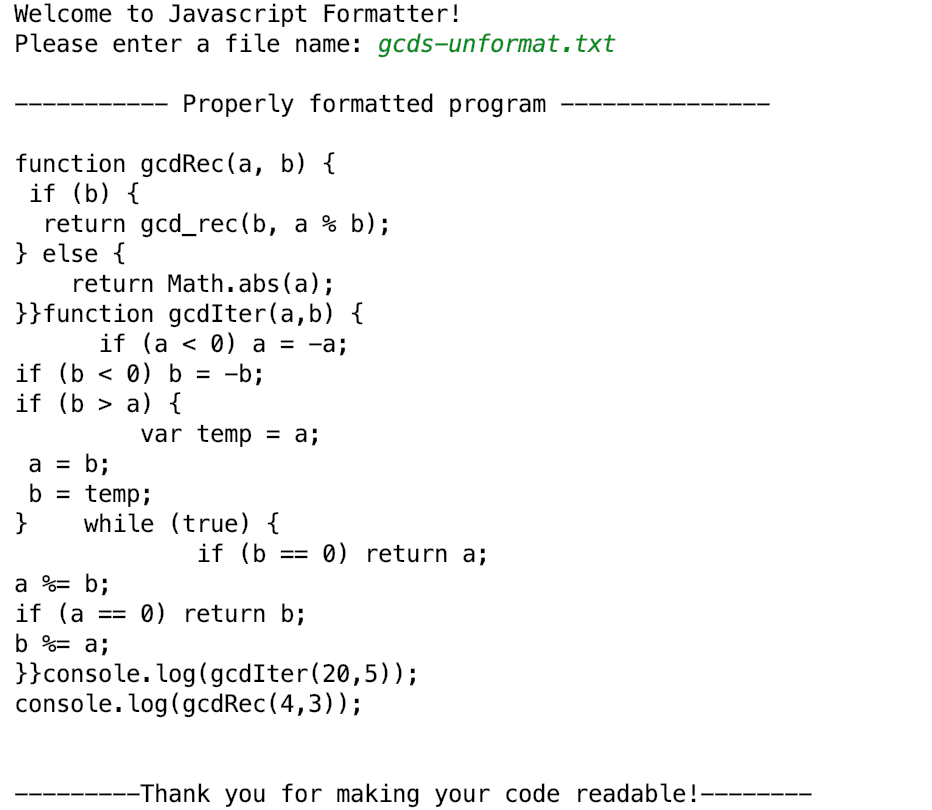 Welcome to Javascript Formatter!
Please enter a file name: gcds-unformat.txt
----------- Properly formatted program ---------------
function gcdRec(a, b) {
 if (b) {
  return gcd_rec(b, a % b);
} else {
    return Math.abs(a);
}}function gcdIter(a,b) {
      if (a < 0) a = -a;
if (b < 0) b = -b;
if (b > a) {
         var temp = a;
 a = b;
 b = temp;
}    while (true) {
             if (b == 0) return a;
a %= b;
if (a == 0) return b;
b %= a;
}}console.log(gcdIter(20,5));
console.log(gcdRec(4,3));
---------Thank you for making your code readable!--------